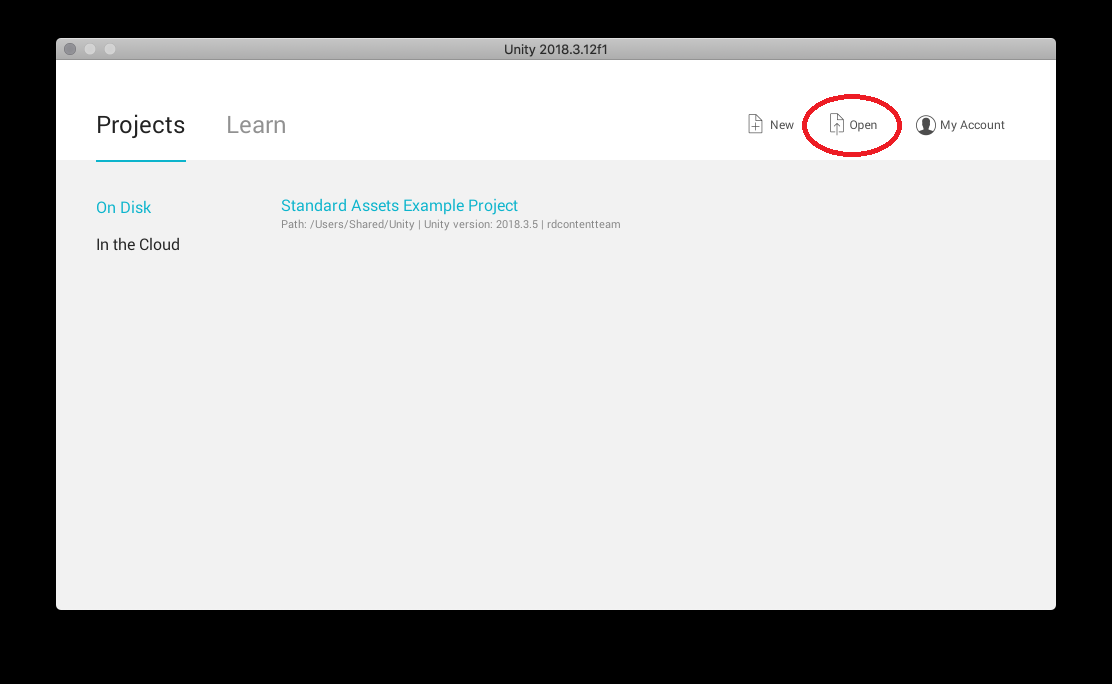 Unity 2018.3.12f1
Projects
Learn
New
Open
My Account
On Disk
In the Cloud
Standard Assets Example Project
Path: /Users/Shared/Unity | Unity version: 2018.3.5 | rdcontentteam